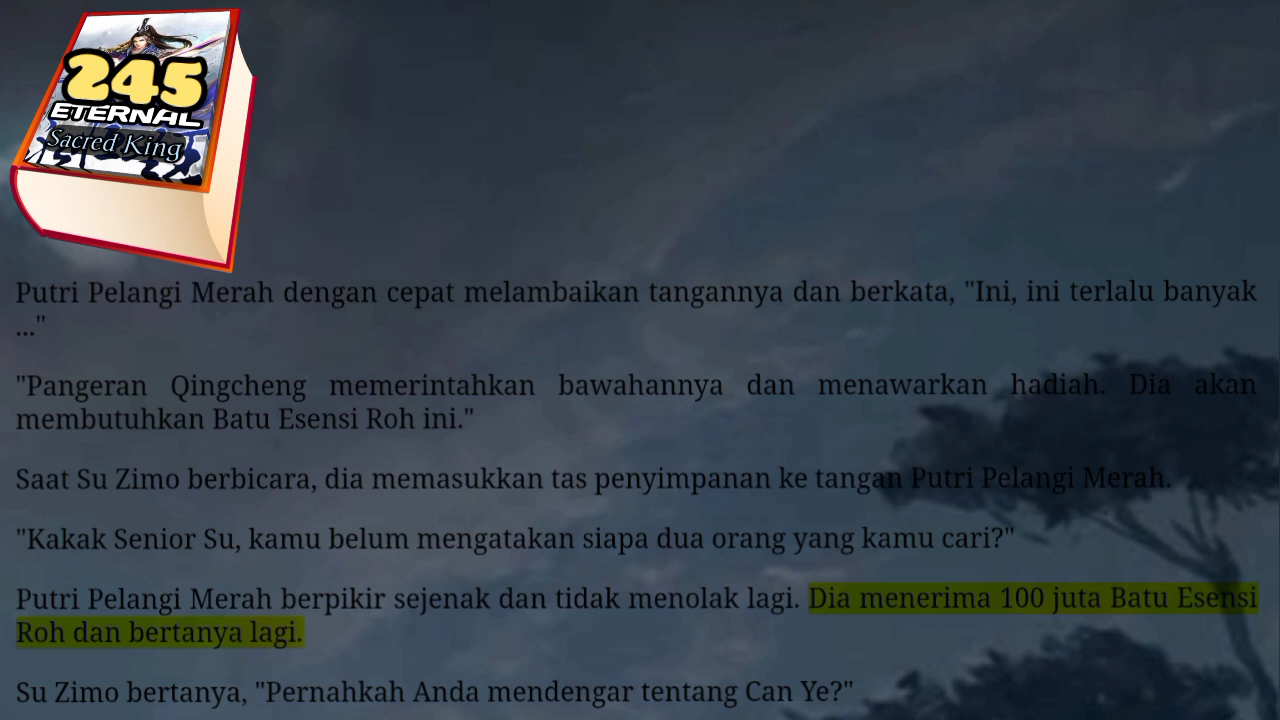 245
ETERNAL
Sacred King
Putri Pelangi Merah dengan cepat melambaikan tangannya dan berkata, "Ini, ini terlalu banyak
..."
"Pangeran Qingcheng memerintahkan bawahannya dan menawarkan hadiah. Dia akan
membutuhkan Batu Esensi Roh ini."
Saat Su Zimo berbicara, dia memasukkan tas penyimpanan ke tangan Putri Pelangi Merah.
"Kakak Senior Su, kamu belum mengatakan siapa dua orang yang kamu cari?"
Putri Pelangi Merah berpikir sejenak dan tidak menolak lagi. Dia menerima 100 juta Batu Esensi
Roh dan bertanya lagi.
Su Zimo bertanya, "Pernahkah Anda mendengar tentang Can Ye?"